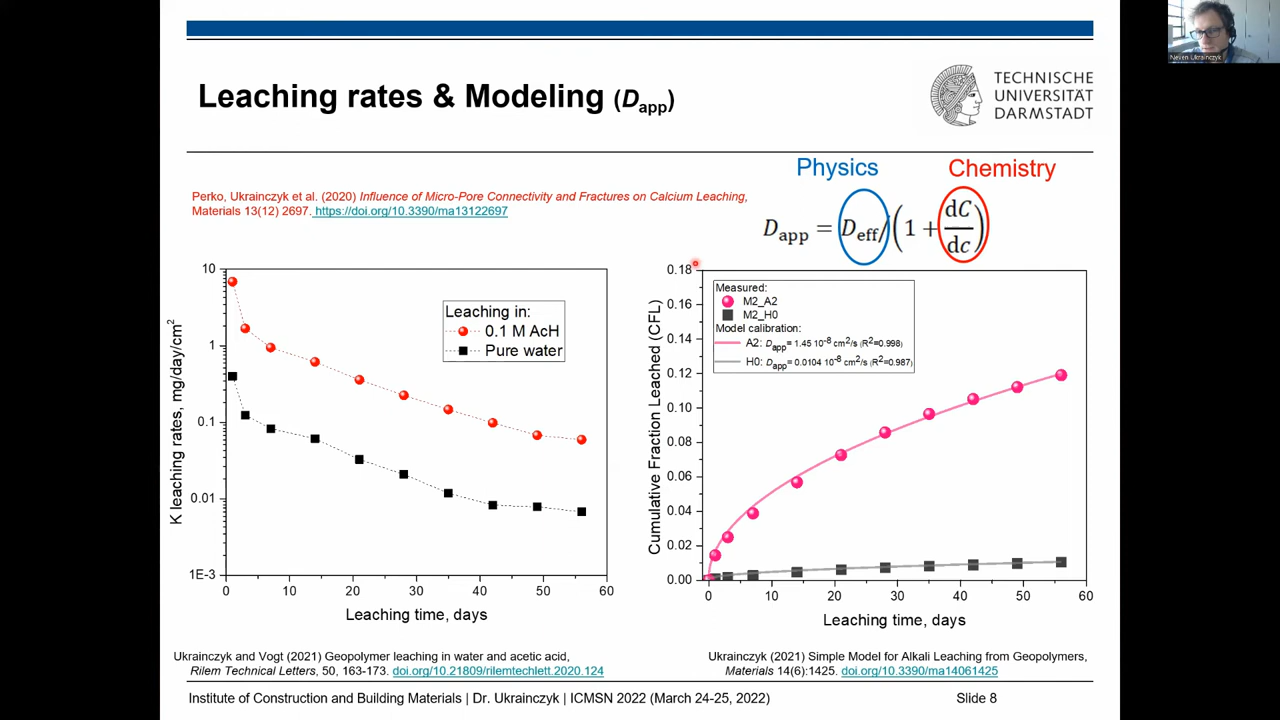 Neven Ukrainczyk
Leaching rates & Modeling (Dapp)
TECHNISCHE
UNIVERSITÄT
DARMSTADT
Physics
Chemistry
Perko, Ukrainczyk et al. (2020) Influence of Micro-Pore Connectivity and Fractures on Calcium Leaching,
Materials 13(12) 2697. https://doi.org/10.3390/ma13122697
Dapp = Deff/(1 + dC/dc)
10
1
0.1
0.01
1E-3
K leaching rates, mg/day/cm²
Leaching in:
0.1 M AcH
Pure water
0 10 20 30 40 50 60
Leaching time, days
0.18
0.16
0.14
0.12
0.10
0.08
0.06
0.04
0.02
0.00
Cumulative Fraction Leached (CFL)
Measured:
M2_A2
M2_H0
Model calibration:
A2: Dapp= 1.45 10⁻⁸ cm²/s (R²=0.998)
H0: Dapp= 0.0104 10⁻⁸ cm²/s (R²=0.987)
0 10 20 30 40 50 60
Leaching time, days
Ukrainczyk and Vogt (2021) Geopolymer leaching in water and acetic acid,
Rilem Technical Letters, 50, 163-173. doi.org/10.21809/rilemtechlett.2020.124
Ukrainczyk (2021) Simple Model for Alkali Leaching from Geopolymers,
Materials 14(6):1425. doi.org/10.3390/ma14061425
Institute of Construction and Building Materials | Dr. Ukrainczyk | ICMSN 2022 (March 24-25, 2022)
Slide 8